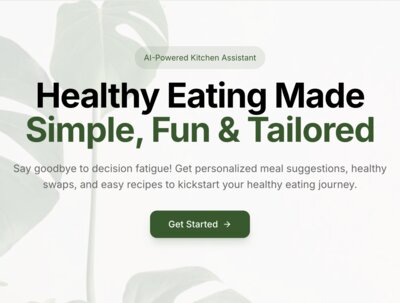 AI-Powered Kitchen Assistant
Healthy Eating Made
Simple, Fun & Tailored
Say goodbye to decision fatigue! Get personalized meal suggestions, healthy
swaps, and easy recipes to kickstart your healthy eating journey.
Get Started →